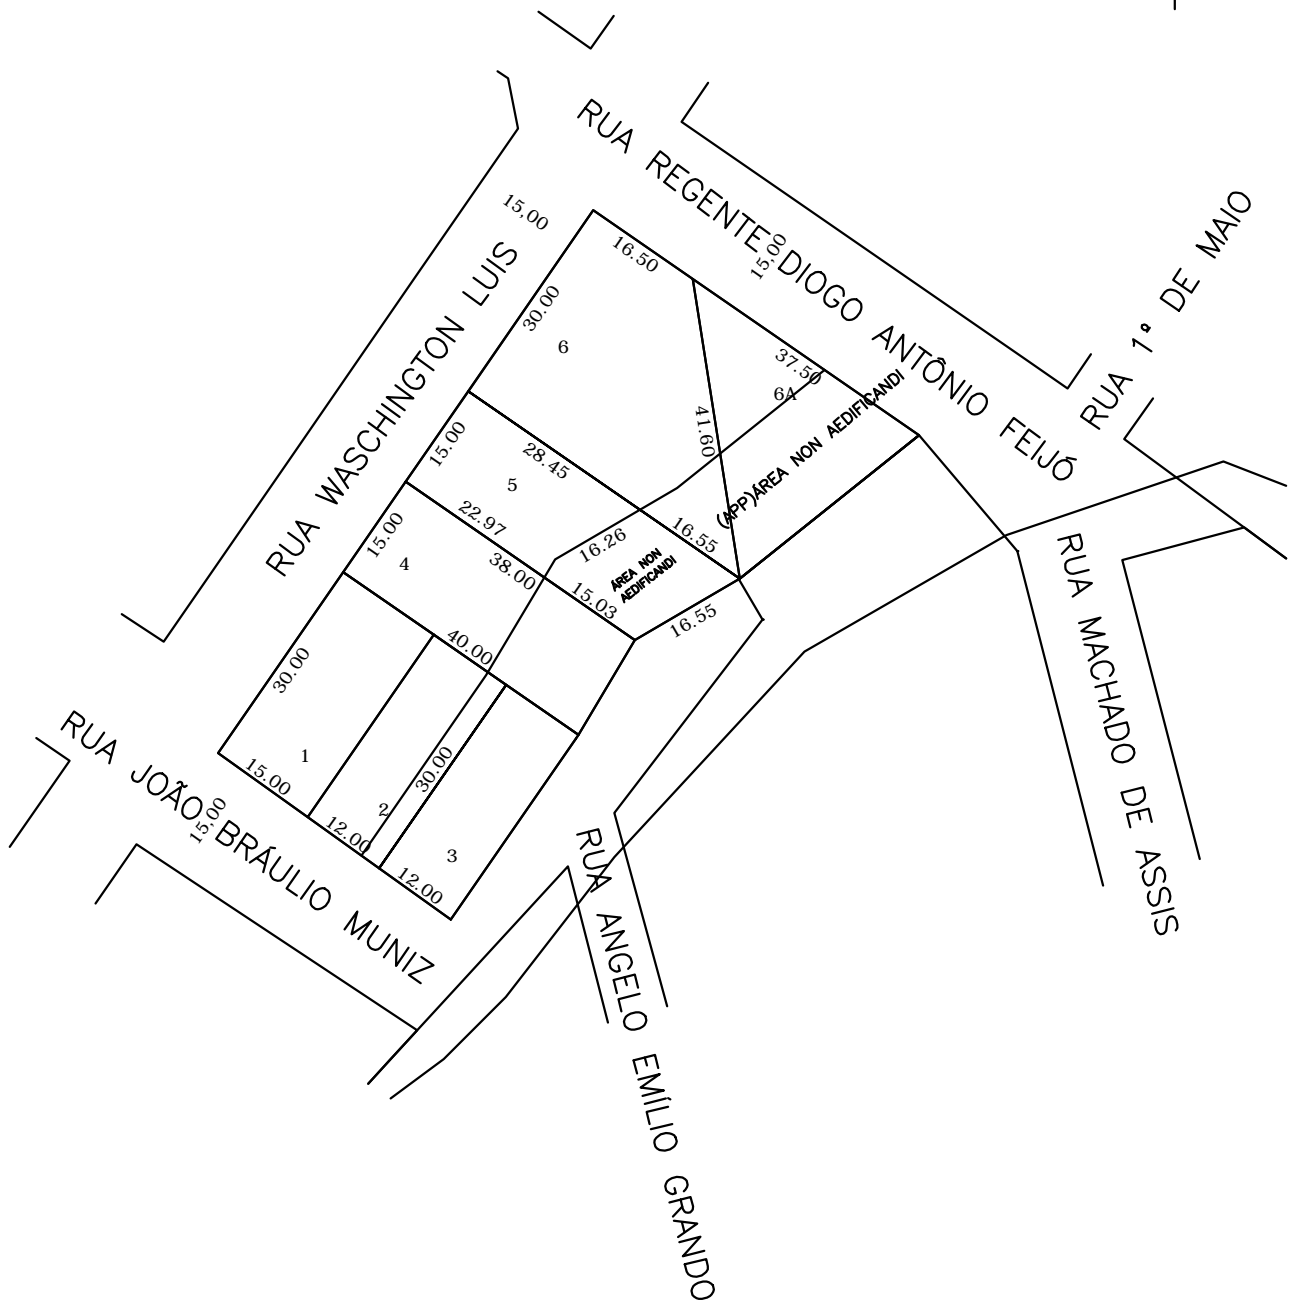 RUA REGENTE DIOGO ANTÔNIO FEIJÓ
15,00
15,00
RUA 1º DE MAIO
RUA WASCHINGTON LUIS
16.50
30.00
6
37.50
6A
41.60
(APP)ÁREA NON AEDIFICANDI
15.00
28.45
5
22.97
16.55
16.26
ÁREA NON
AEDIFICANDI
15.00
4
38.00
15.03
16.55
RUA MACHADO DE ASSIS
40.00
30.00
1
15.00
30.00
2
12.00
3
12.00
RUA JOÃO BRÁULIO MUNIZ
15,00
RUA ANGELO EMÍLIO GRANDO